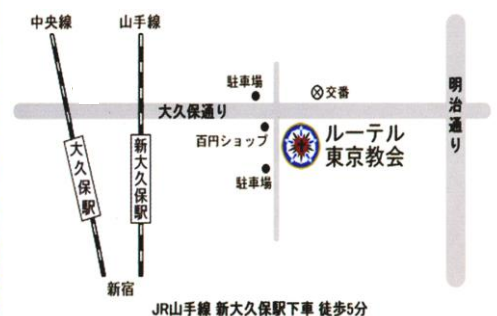 中央線
山手線
駐車場
交番
大久保通り
明治通り
百円ショップ
ルーテル
東京教会
大久保駅
新大久保駅
駐車場
新宿
JR山手線 新大久保駅下車 徒歩5分